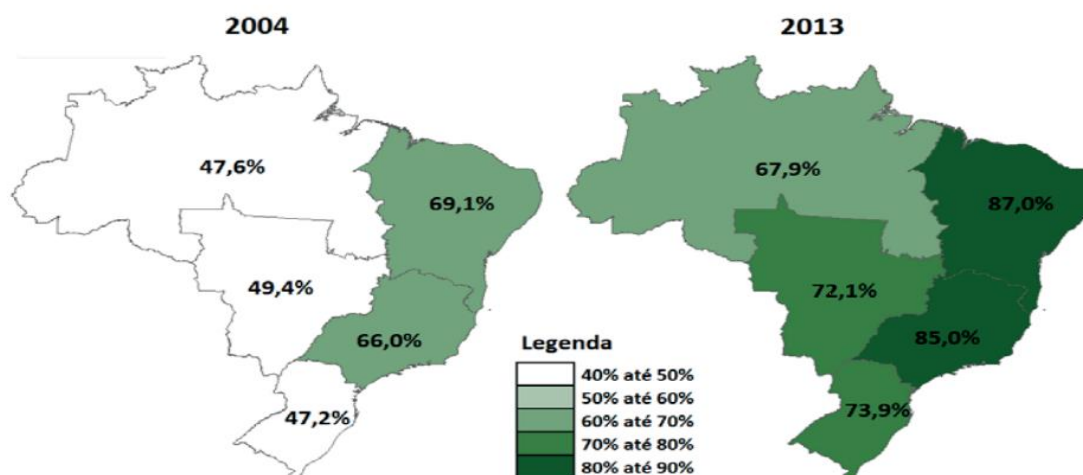 2004
47,6%
69,1%
49,4%
66,0%
47,2%
2013
67,9%
87,0%
72,1%
85,0%
73,9%
Legenda
40% até 50%
50% até 60%
60% até 70%
70% até 80%
80% até 90%